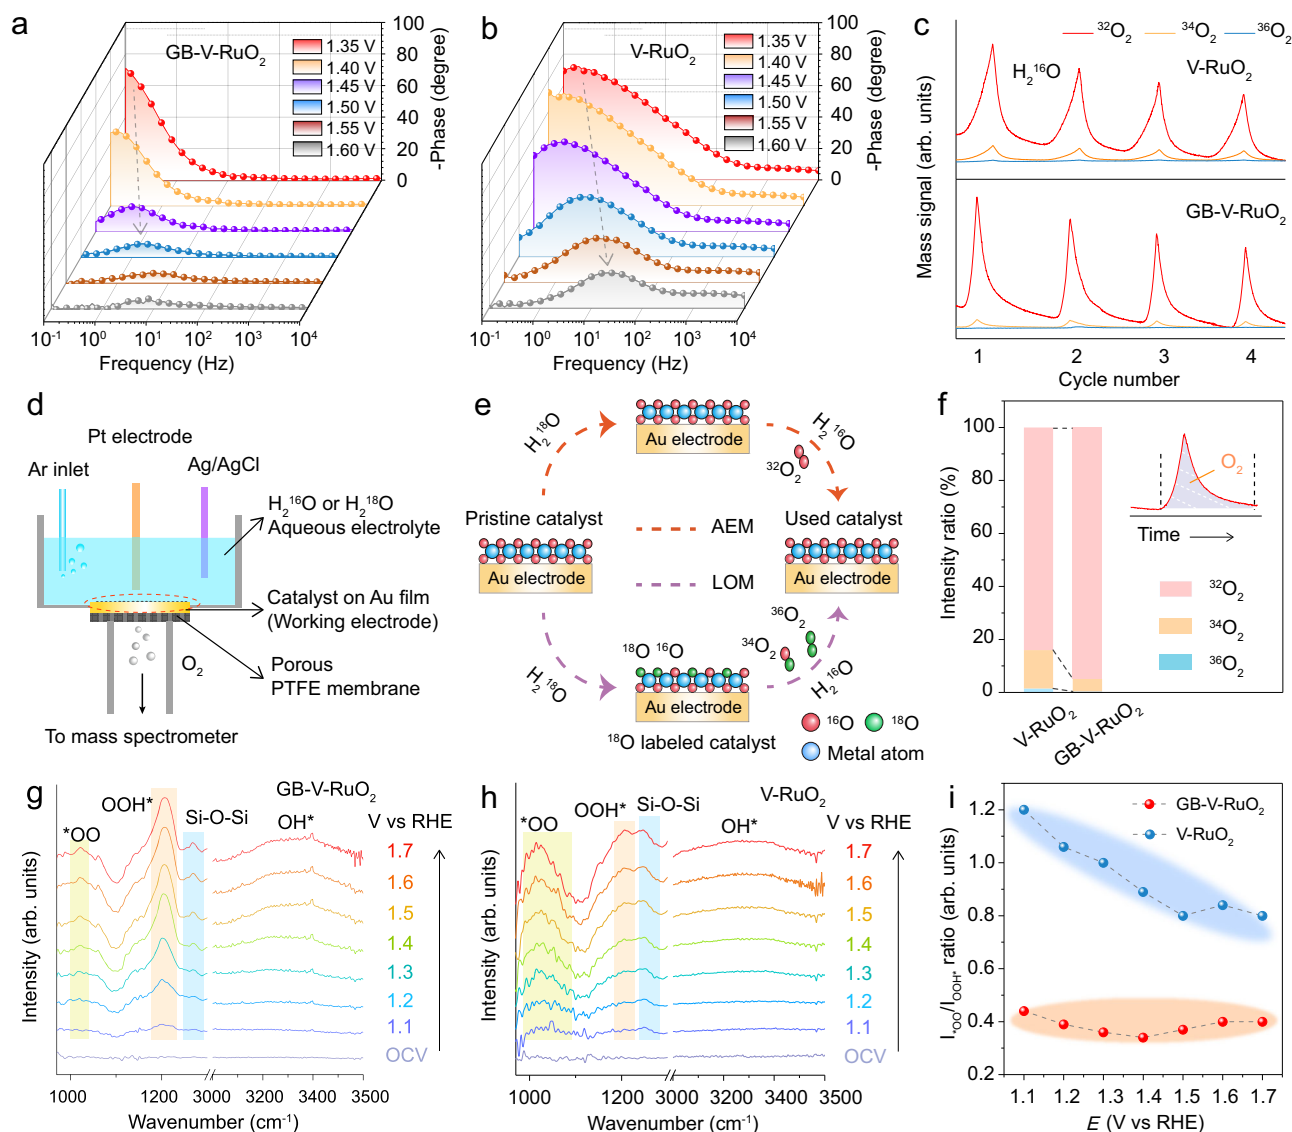 a
GB-V-RuO2
1.35 V
1.40 V
1.45 V
1.50 V
1.55 V
1.60 V
100
80
60
40
20
0
-Phase (degree)
10-1 100 101 102 103 104
Frequency (Hz)
b
V-RuO2
1.35 V
1.40 V
1.45 V
1.50 V
1.55 V
1.60 V
100
80
60
40
20
0
-Phase (degree)
10-1 100 101 102 103 104
Frequency (Hz)
c
32O2 34O2 36O2
H216O
V-RuO2
GB-V-RuO2
Mass signal (arb. units)
1 2 3 4
Cycle number
d
Pt electrode
Ar inlet
Ag/AgCl
H216O or H218O
Aqueous electrolyte
Catalyst on Au film
(Working electrode)
O2
Porous
PTFE membrane
To mass spectrometer
e
H218O
Au electrode
H216O
32O2
Pristine catalyst
AEM
Used catalyst
Au electrode
LOM
Au electrode
36O2
34O2
18O 16O
H218O
H216O
Au electrode
18O labeled catalyst
16O 18O
Metal atom
f
100
80
60
40
20
0
Intensity ratio (%)
O2
Time
32O2
34O2
36O2
V-RuO2
GB-V-RuO2
g
GB-V-RuO2
OOH*
*OO
Si-O-Si
OH*
V vs RHE
1.7
1.6
1.5
1.4
1.3
1.2
1.1
OCV
Intensity (arb. units)
1000 1200 3000 3200 3400 3500
Wavenumber (cm-1)
h
V-RuO2
OOH*
*OO
Si-O-Si
OH*
V vs RHE
1.7
1.6
1.5
1.4
1.3
1.2
1.1
OCV
Intensity (arb. units)
1000 1200 3000 3200 3400 3500
Wavenumber (cm-1)
i
GB-V-RuO2
V-RuO2
1.2
1.0
0.8
0.6
0.4
0.2
I*OO/IOOH* ratio (arb. units)
1.1 1.2 1.3 1.4 1.5 1.6 1.7
E (V vs RHE)